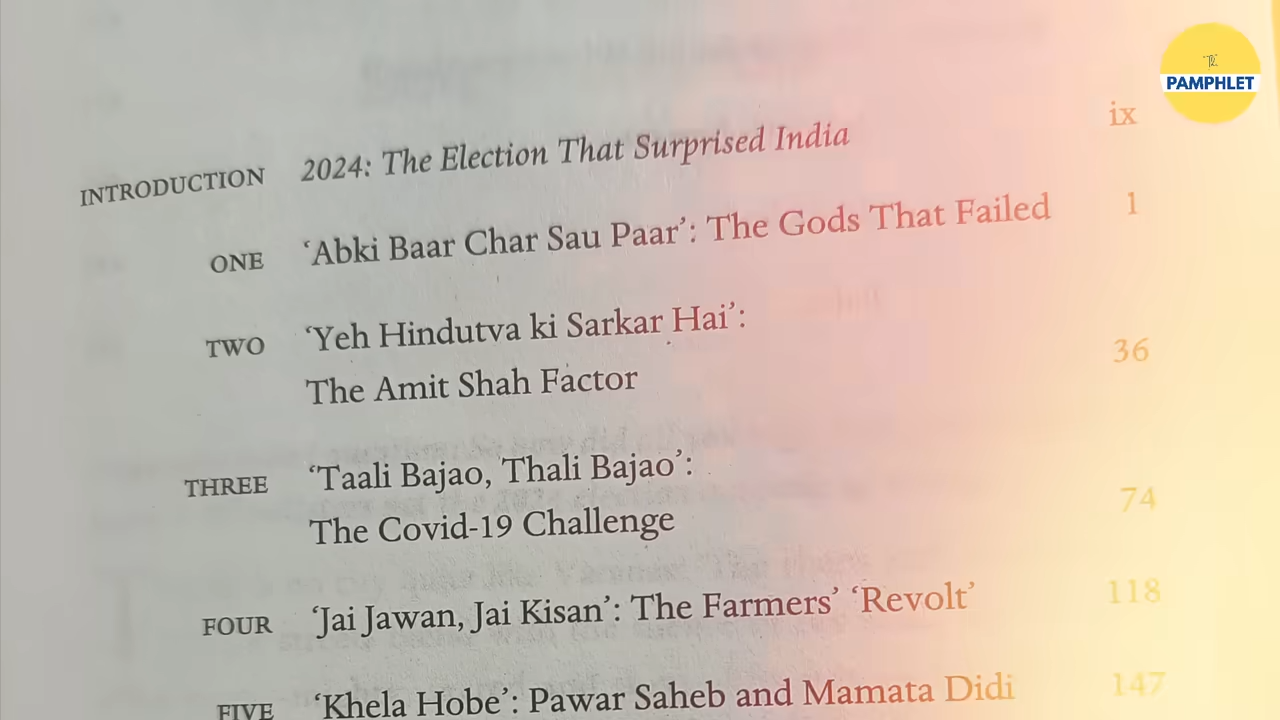 The
PAMPHLET
ix
INTRODUCTION 2024: The Election That Surprised India
ONE ‘Abki Baar Char Sau Paar’: The Gods That Failed 1
TWO ‘Yeh Hindutva ki Sarkar Hai’:
The Amit Shah Factor 36
THREE ‘Taali Bajao, Thali Bajao’:
The Covid-19 Challenge 74
FOUR ‘Jai Jawan, Jai Kisan’: The Farmers’ ‘Revolt’ 118
FIVE ‘Khela Hobe’: Pawar Saheb and Mamata Didi 147